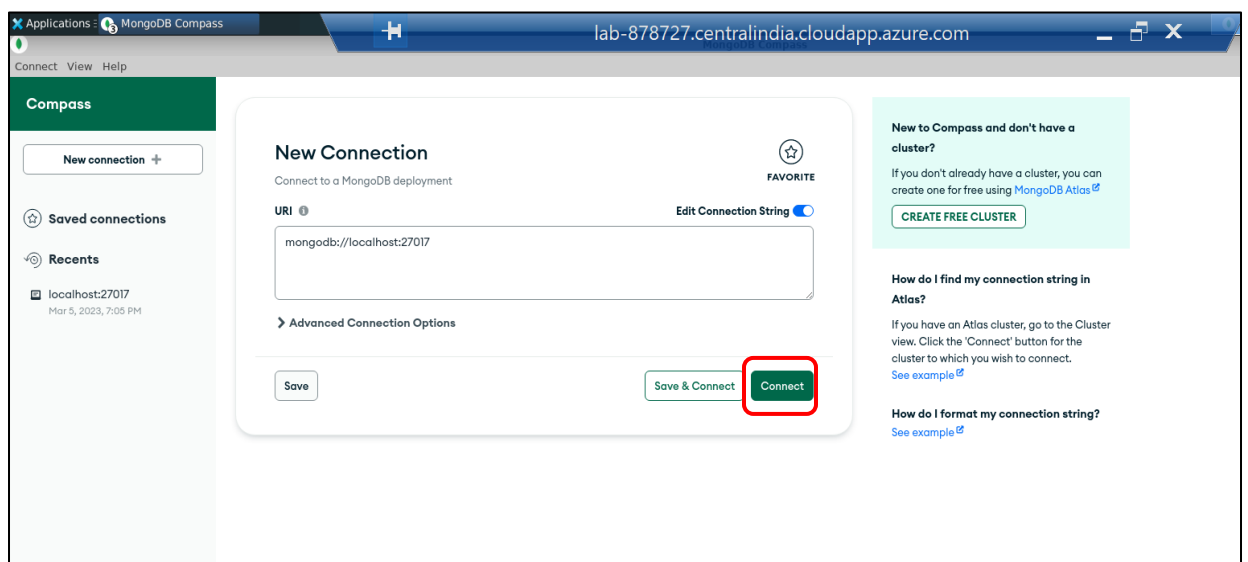 Applications
MongoDB Compass
lab-878727.centralindia.cloudapp.azure.com
MongoDB Compass
Connect View Help
Compass
New connection +
Saved connections
Recents
localhost:27017
Mar 5, 2023, 7:05 PM
New Connection
Connect to a MongoDB deployment
FAVORITE
URI
Edit Connection String
mongodb://localhost:27017
Advanced Connection Options
Save
Save & Connect
Connect
New to Compass and don't have a
cluster?
If you don't already have a cluster, you can
create one for free using MongoDB Atlas
CREATE FREE CLUSTER
How do I find my connection string in
Atlas?
If you have an Atlas cluster, go to the Cluster
view. Click the 'Connect' button for the
cluster to which you wish to connect.
See example
How do I format my connection string?
See example